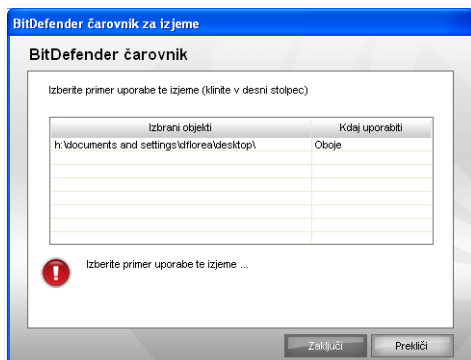 BitDefender čarovnik za izjeme
BitDefender čarovnik
Izberite primer uporabe te izjeme (klinite v desni stolpec)
Izbrani objekti Kdaj uporabiti
h:\documents and settings\dflorea\desktop\ Oboje
Izberite primer uporabe te izjeme ...
Zaključi Prekliči